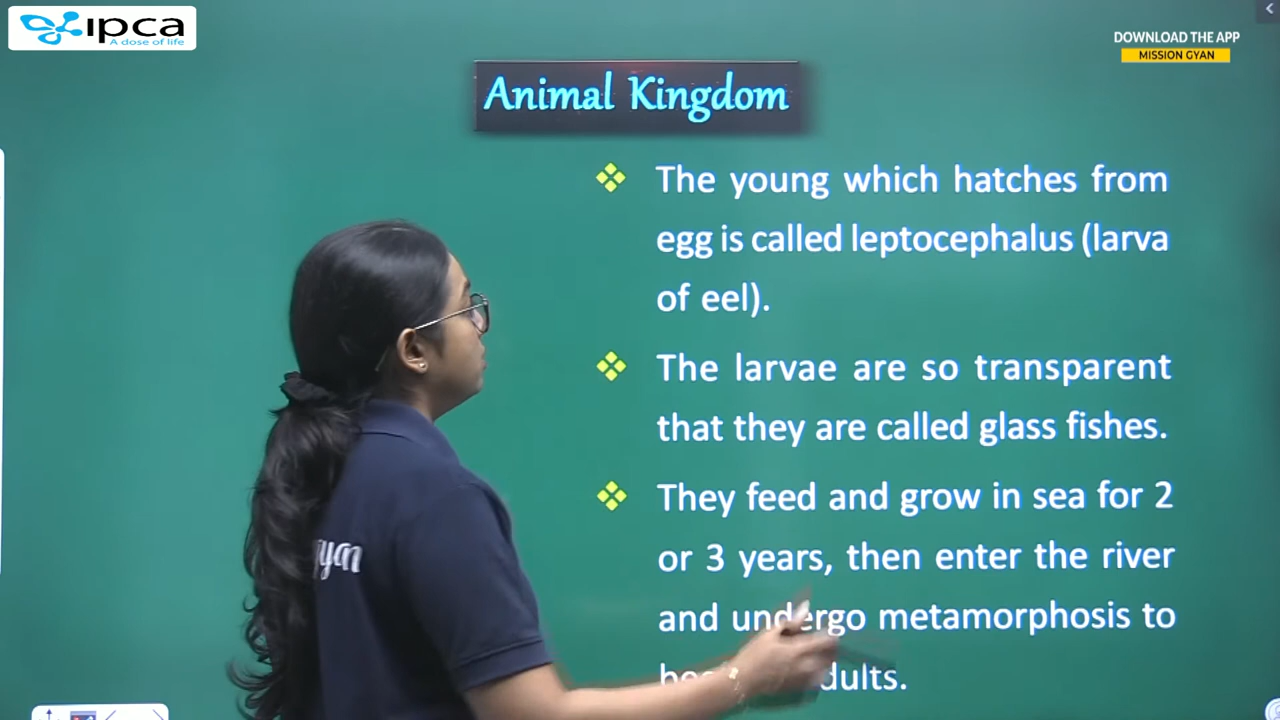 ipca
A dose of life
DOWNLOAD THE APP
MISSION GYAN
Animal Kingdom
The young which hatches from
egg is called leptocephalus (larva
of eel).
The larvae are so transparent
that they are called glass fishes.
They feed and grow in sea for 2
or 3 years, then enter the river
and undergo metamorphosis to
gyan